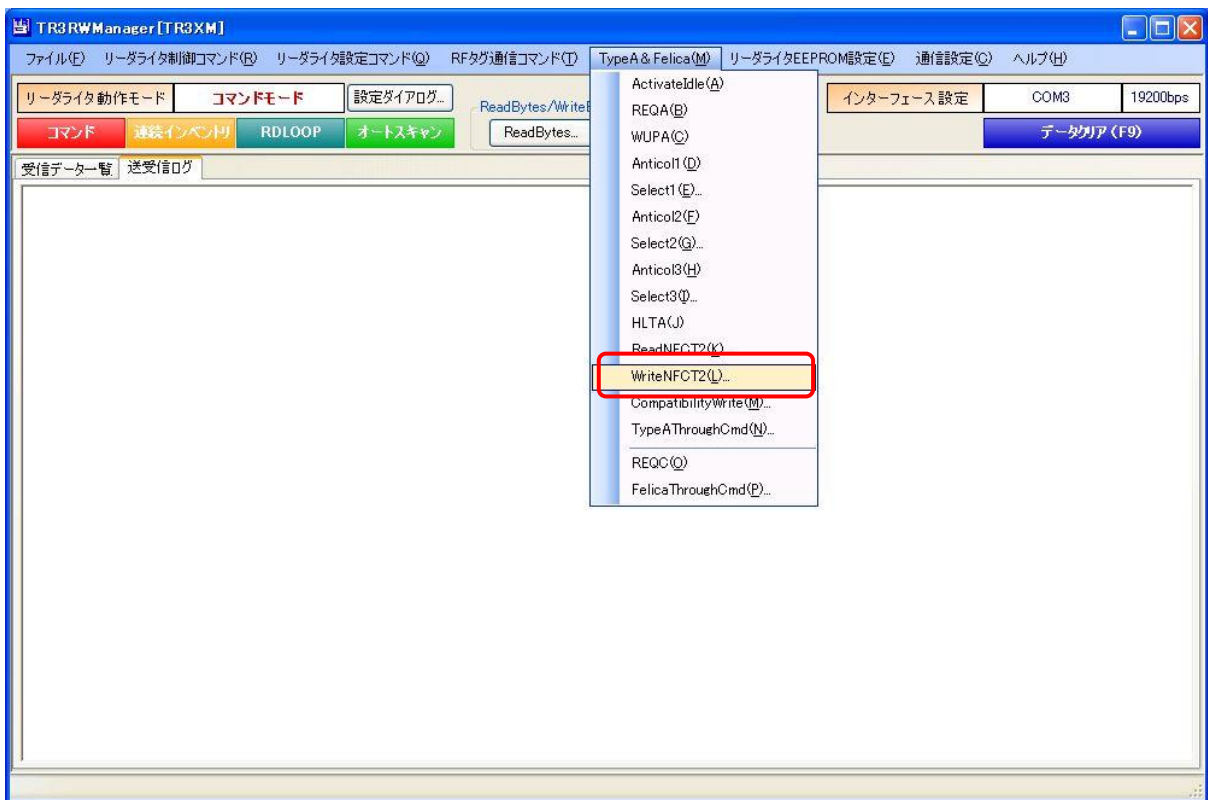 TR3RWManager[TR3XM]
ファイル(F) リーダライタ制御コマンド(R) リーダライタ設定コマンド(Q) RFタグ通信コマンド(T) TypeA & Felica(M) リーダライタEEPROM設定(E) 通信設定(C) ヘルプ(H)
リーダライタ動作モード コマンドモード 設定ダイアログ... ReadBytes/Write インターフェース設定 COM3 19200bps
コマンド 連続インベントリ RDLOOP オートスキャン ReadBytes... データクリア (F9)
受信データ一覧 送受信ログ
ActivateIdle(A)
REQA(B)
WUPA(C)
Anticol1(D)
Select1(E)...
Anticol2(F)
Select2(G)...
Anticol3(H)
Select3(I)...
HLTA(J)
ReadNFCT2(K)
WriteNFCT2(L)...
CompatibilityWrite(M)...
TypeAThroughCmd(N)...
REQC(O)
FelicaThroughCmd(P)...